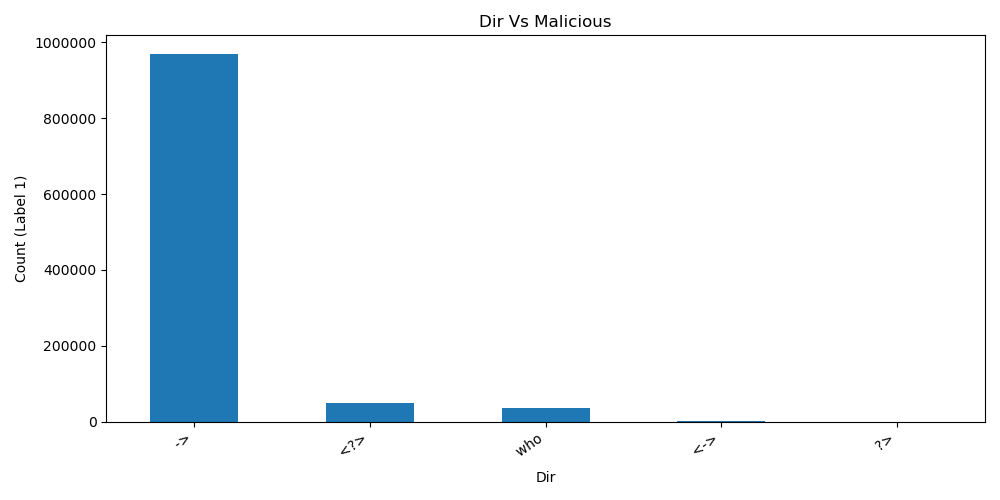 Dir Vs Malicious
Count (Label 1)
1000000
800000
600000
400000
200000
0
->
<?>
who
<->
?>
Dir